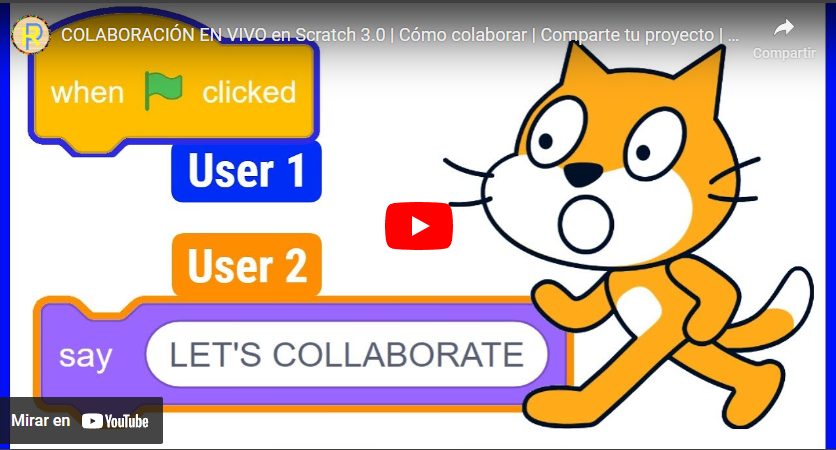 COLABORACIÓN EN VIVO en Scratch 3.0 | Cómo colaborar | Comparte tu proyecto | ...
Compartir
when clicked
User 1
User 2
say LET'S COLLABORATE
Mirar en YouTube